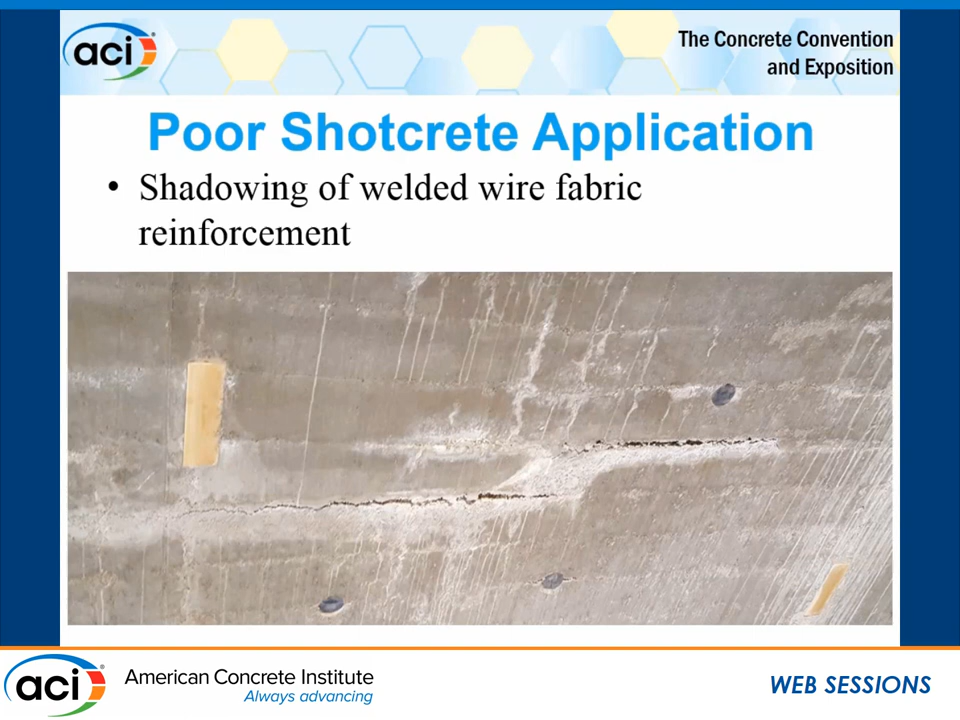 aci
The Concrete Convention
and Exposition
Poor Shotcrete Application
• Shadowing of welded wire fabric
reinforcement
aci®
American Concrete Institute
Always advancing
WEB SESSIONS